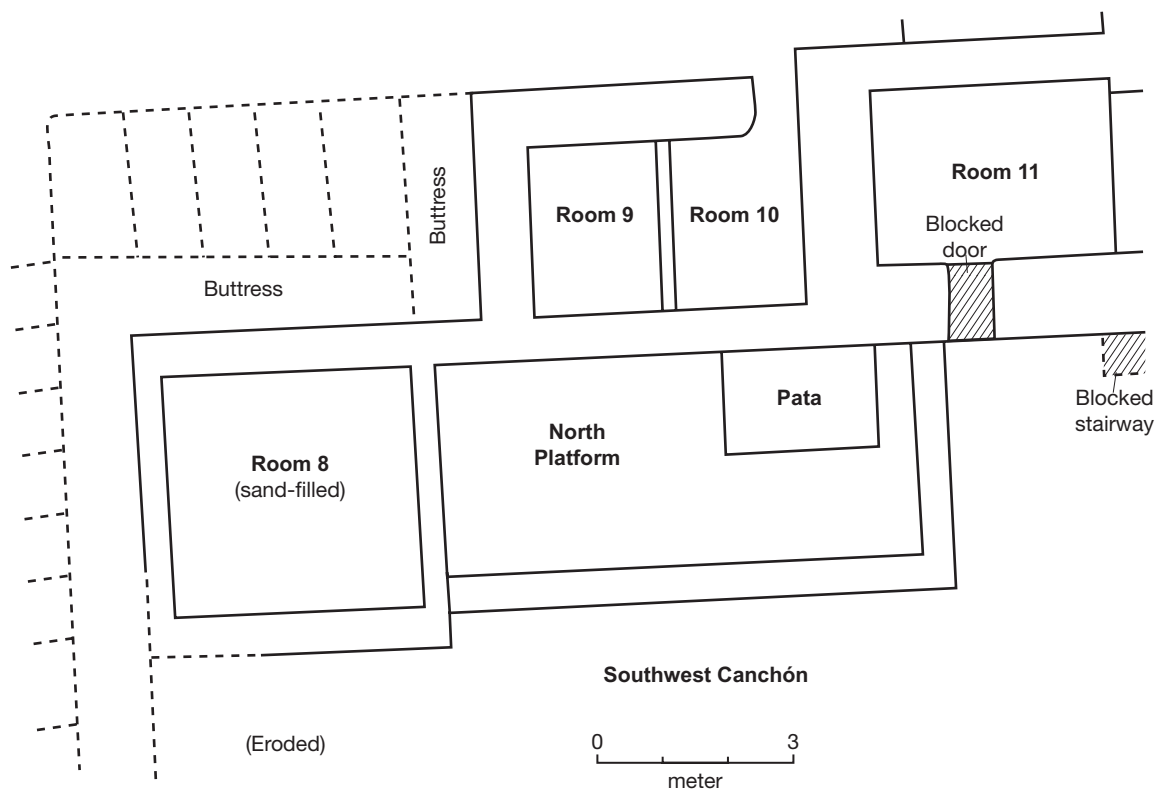 Room 11
Buttress
Room 9
Room 10
Blocked
door
Buttress
Pata
Blocked
stairway
North
Platform
Room 8
(sand-filled)
Southwest Canchón
(Eroded)
0
3
meter